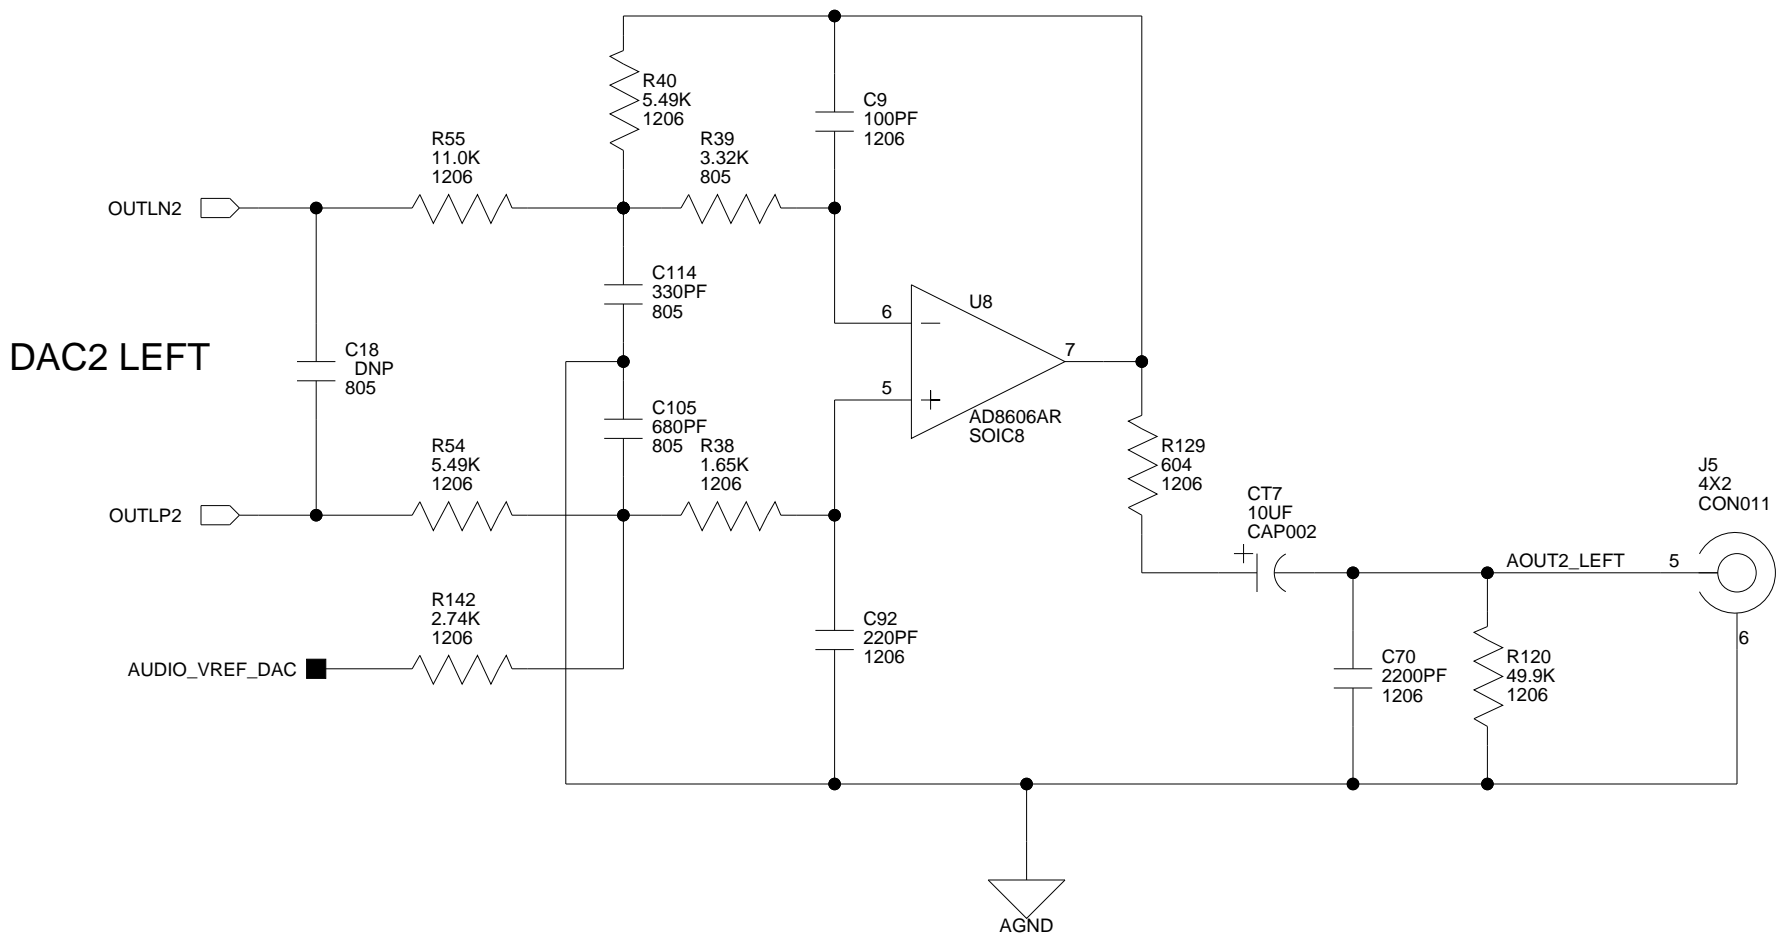 R40
5.49K
1206
C9
100PF
1206
R55
11.0K
1206
R39
3.32K
805
OUTLN2
C114
330PF
805
U8
6
7
5
AD8606AR
SOIC8
DAC2 LEFT
C18
DNP
805
C105
680PF
805
R54
5.49K
1206
R38
1.65K
1206
OUTLP2
R129
604
1206
CT7
10UF
CAP002
J5
4X2
CON011
AOUT2_LEFT
5
6
R142
2.74K
1206
AUDIO_VREF_DAC
C92
220PF
1206
C70
2200PF
1206
R120
49.9K
1206
AGND